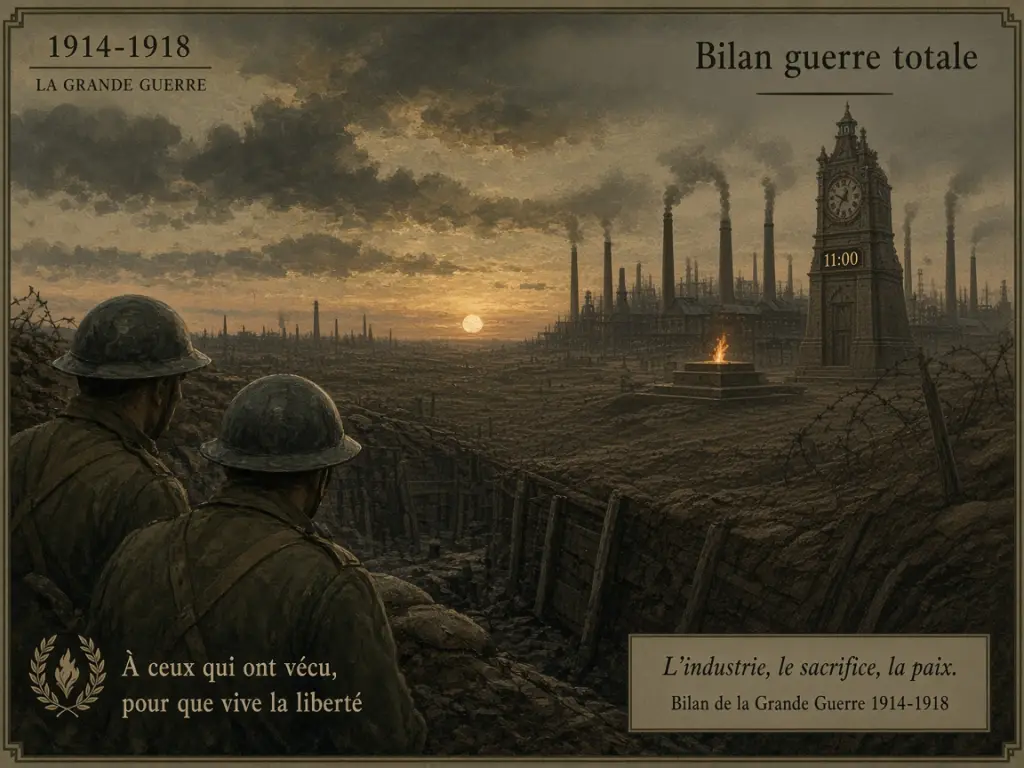 1914-1918
LA GRANDE GUERRE
Bilan guerre totale
11:00
À ceux qui ont vécu,
pour que vive la liberté
L'industrie, le sacrifice, la paix.
Bilan de la Grande Guerre 1914-1918